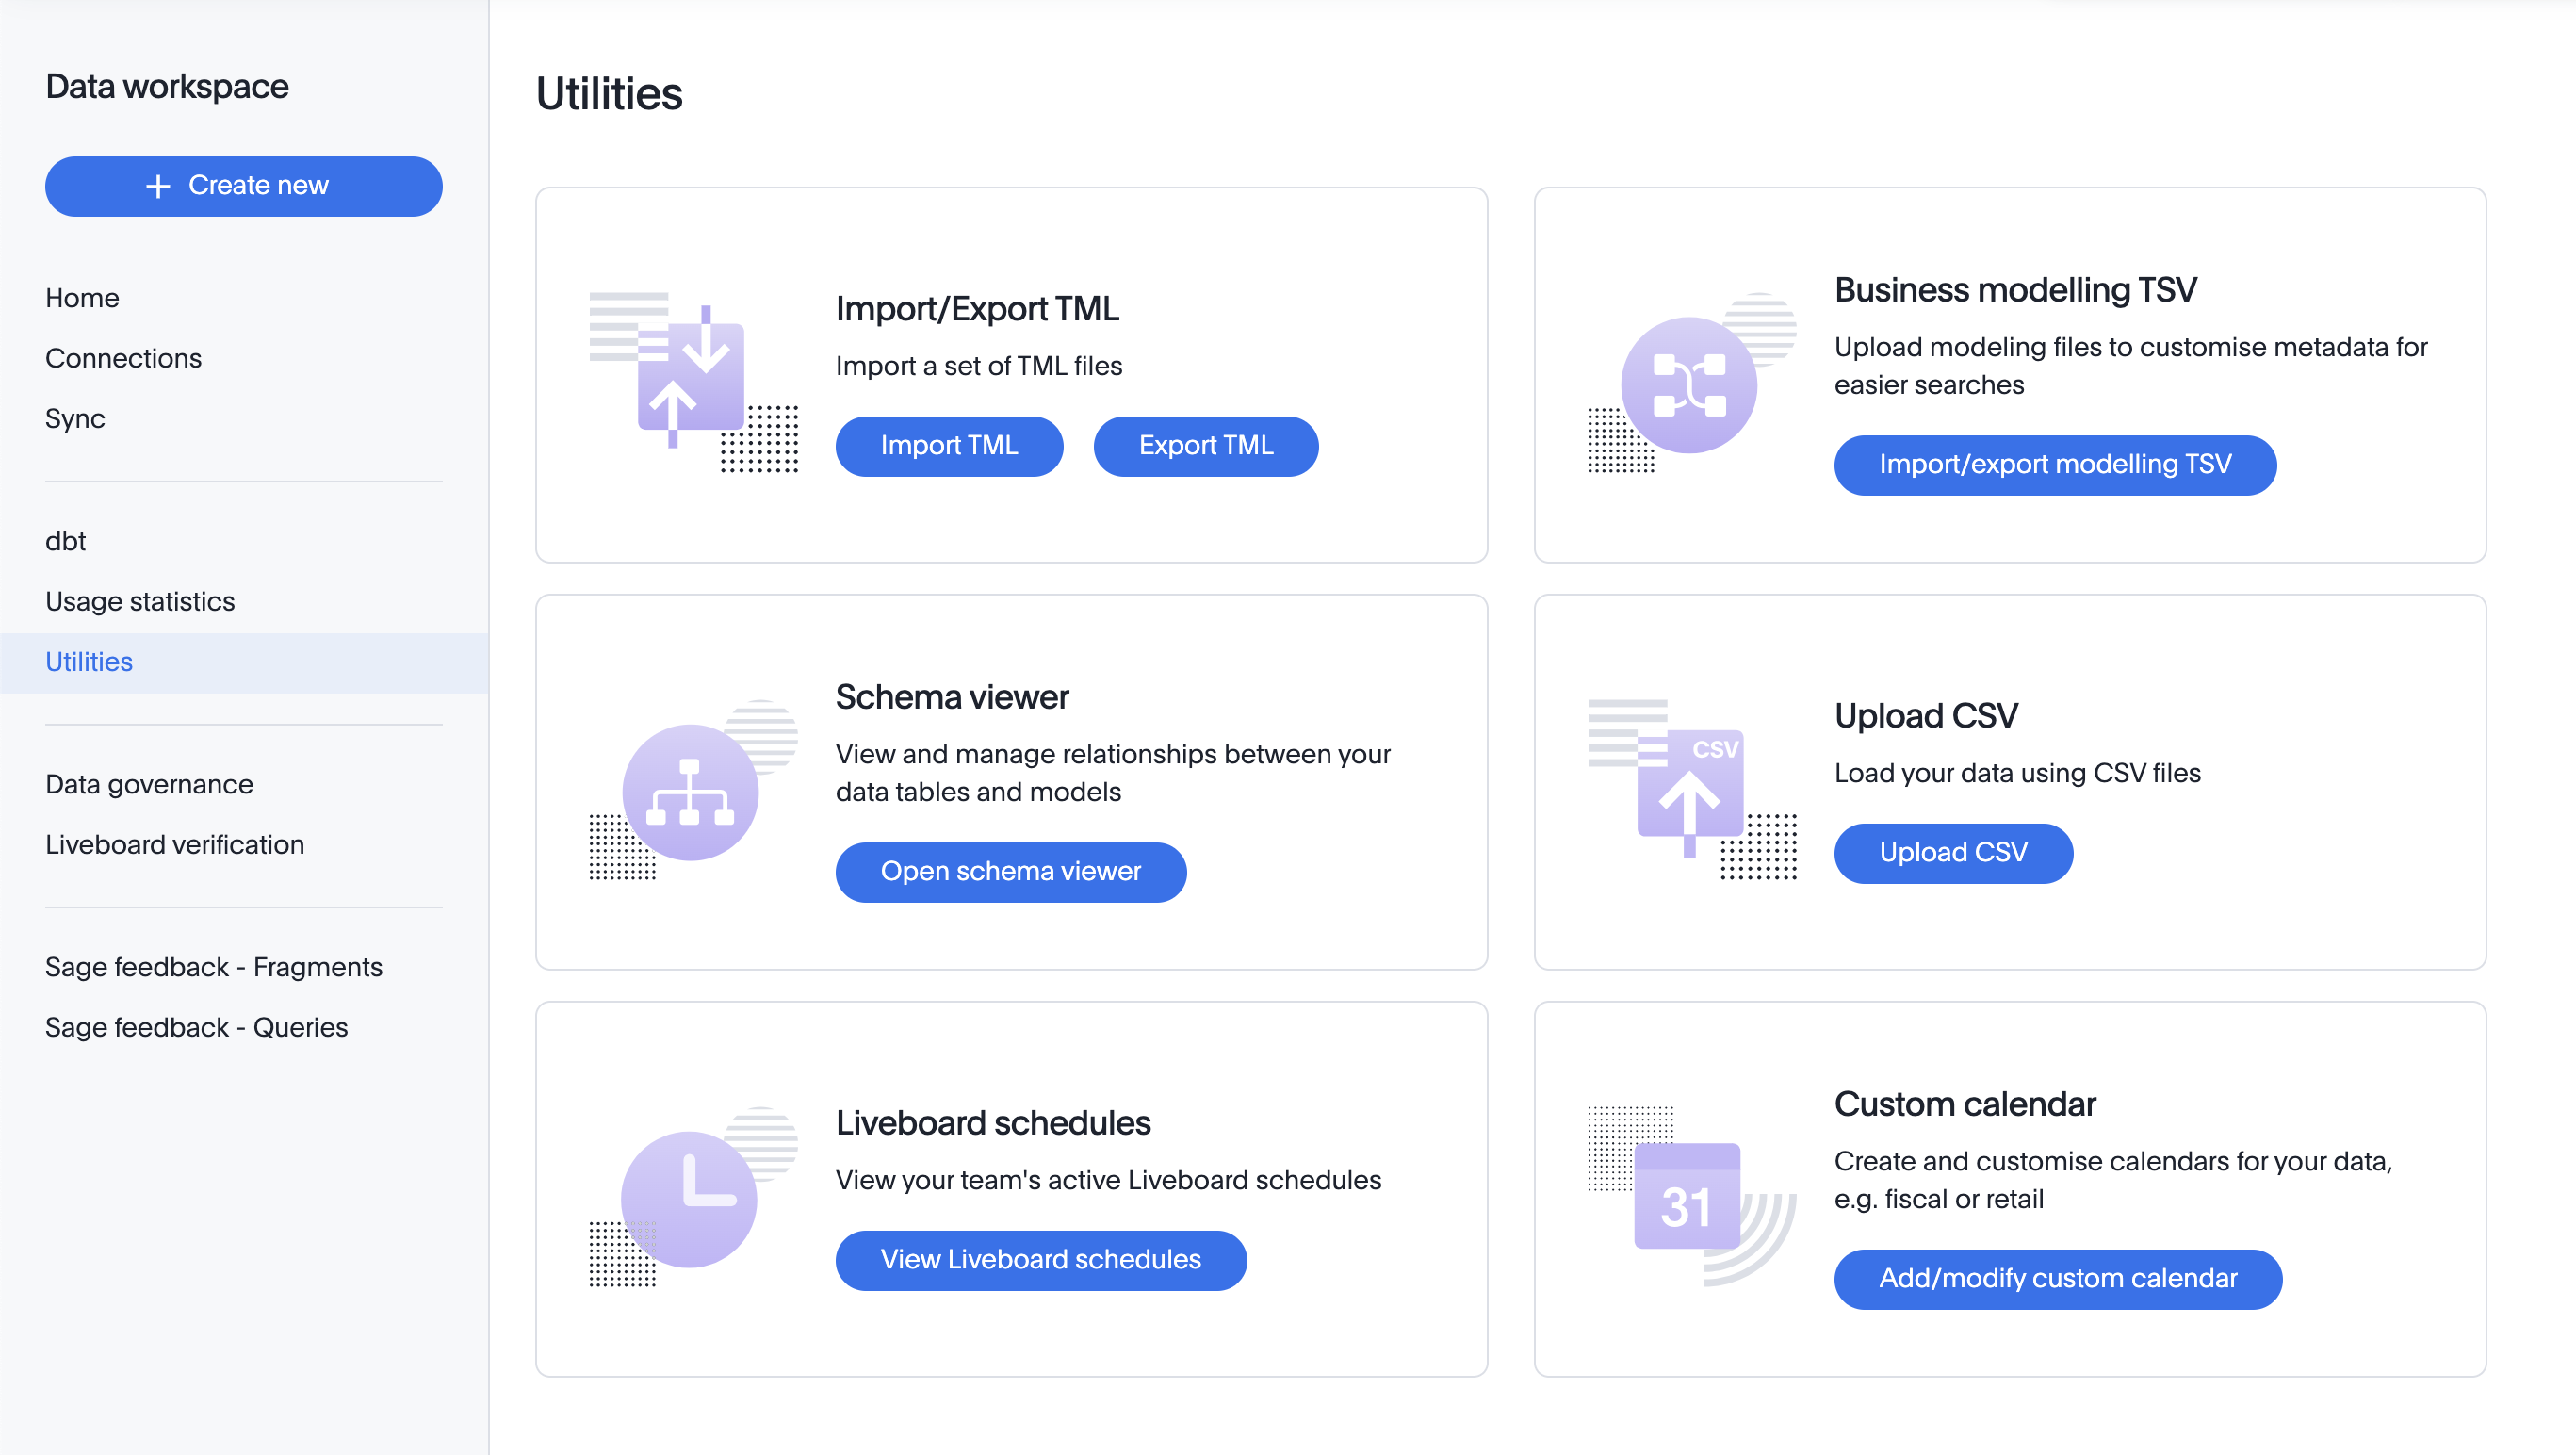 Data workspace
Create new
Home
Connections
Sync
dbt
Usage statistics
Utilities
Data governance
Liveboard verification
Sage feedback - Fragments
Sage feedback - Queries
Utilities
Import/Export TML
Import a set of TML files
Import TML
Export TML
Business modelling TSV
Upload modeling files to customise metadata for
easier searches
Import/export modelling TSV
Schema viewer
View and manage relationships between your
data tables and models
Open schema viewer
CSV
Upload CSV
Load your data using CSV files
Upload CSV
Liveboard schedules
View your team's active Liveboard schedules
View Liveboard schedules
31
Custom calendar
Create and customise calendars for your data,
e.g. fiscal or retail
Add/modify custom calendar